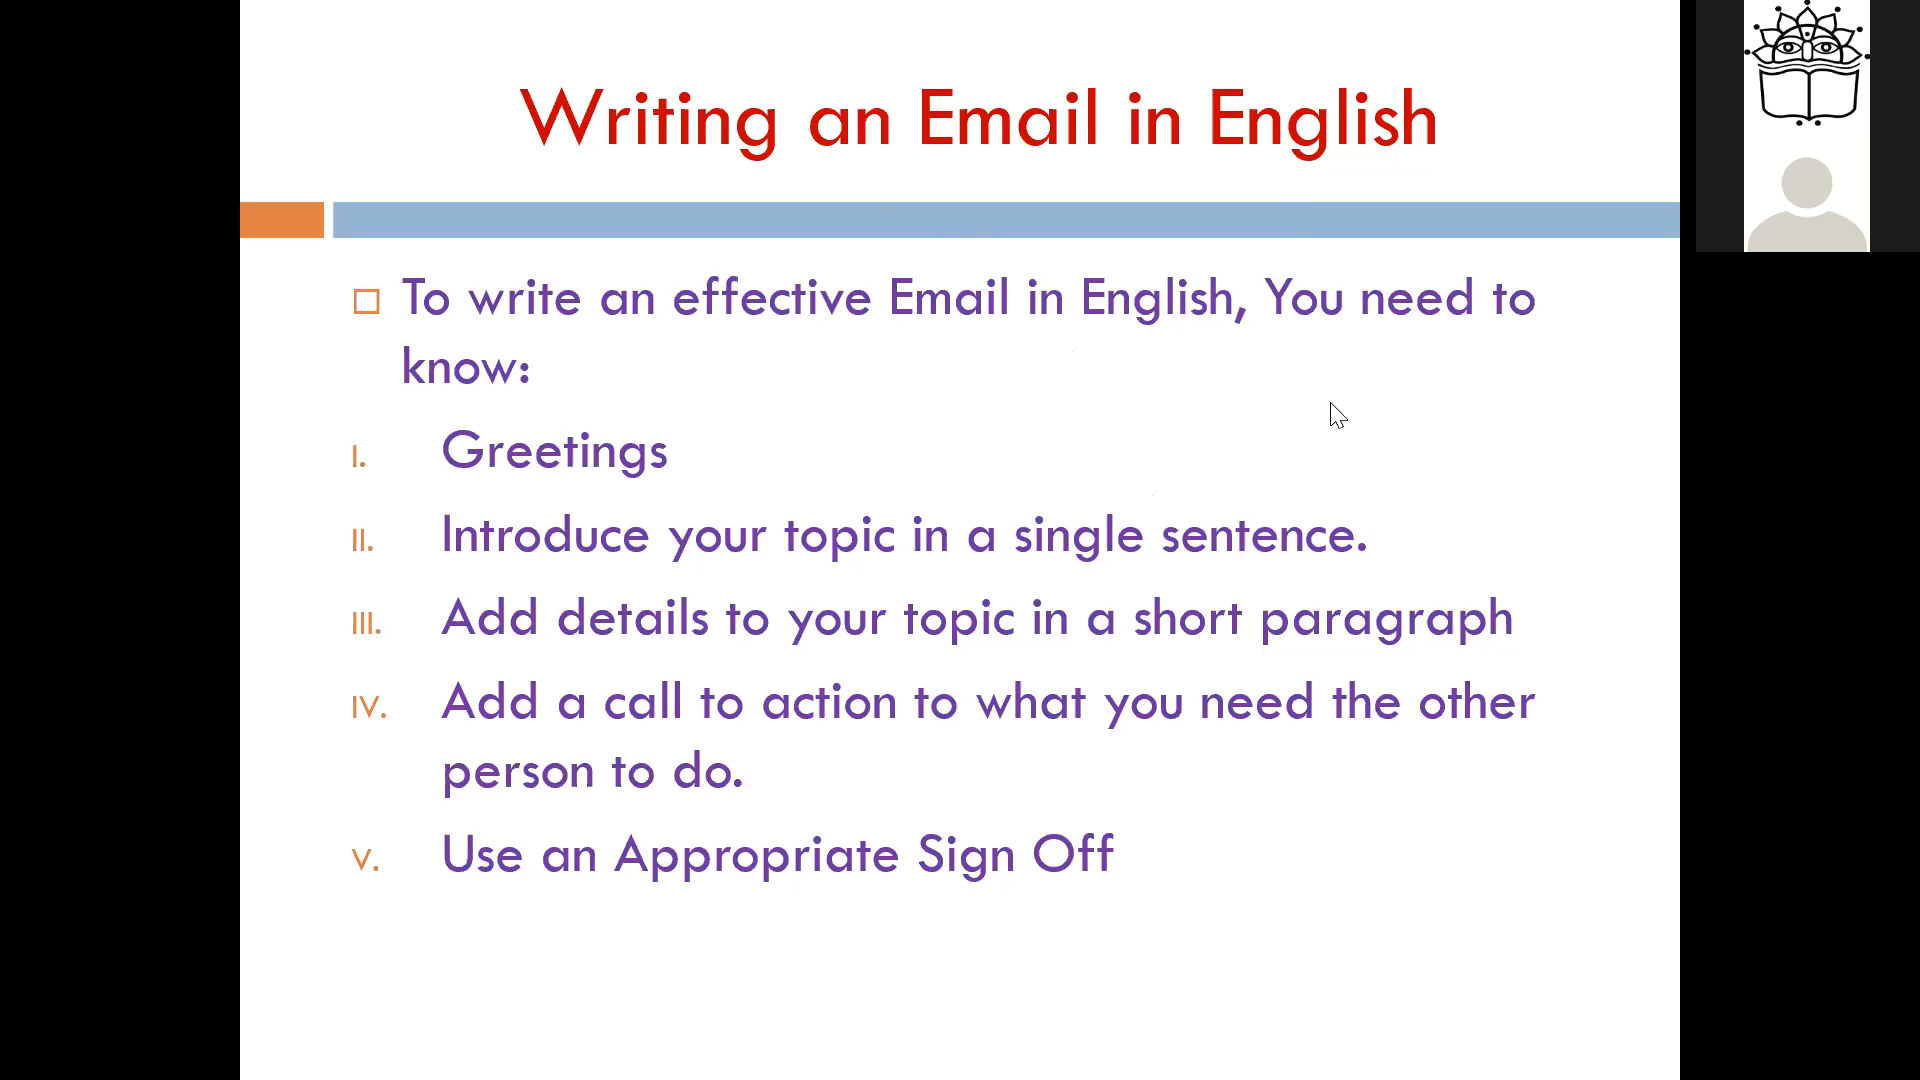 Writing an Email in English
To write an effective Email in English, You need to
know:
I. Greetings
II. Introduce your topic in a single sentence.
III. Add details to your topic in a short paragraph
IV. Add a call to action to what you need the other
person to do.
V. Use an Appropriate Sign Off